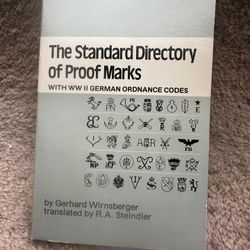 The Standard Directory
of Proof Marks
WITH WW II GERMAN ORDNANCE CODES
by Gerhard Wirnsberger
translated by R.A. Steindler